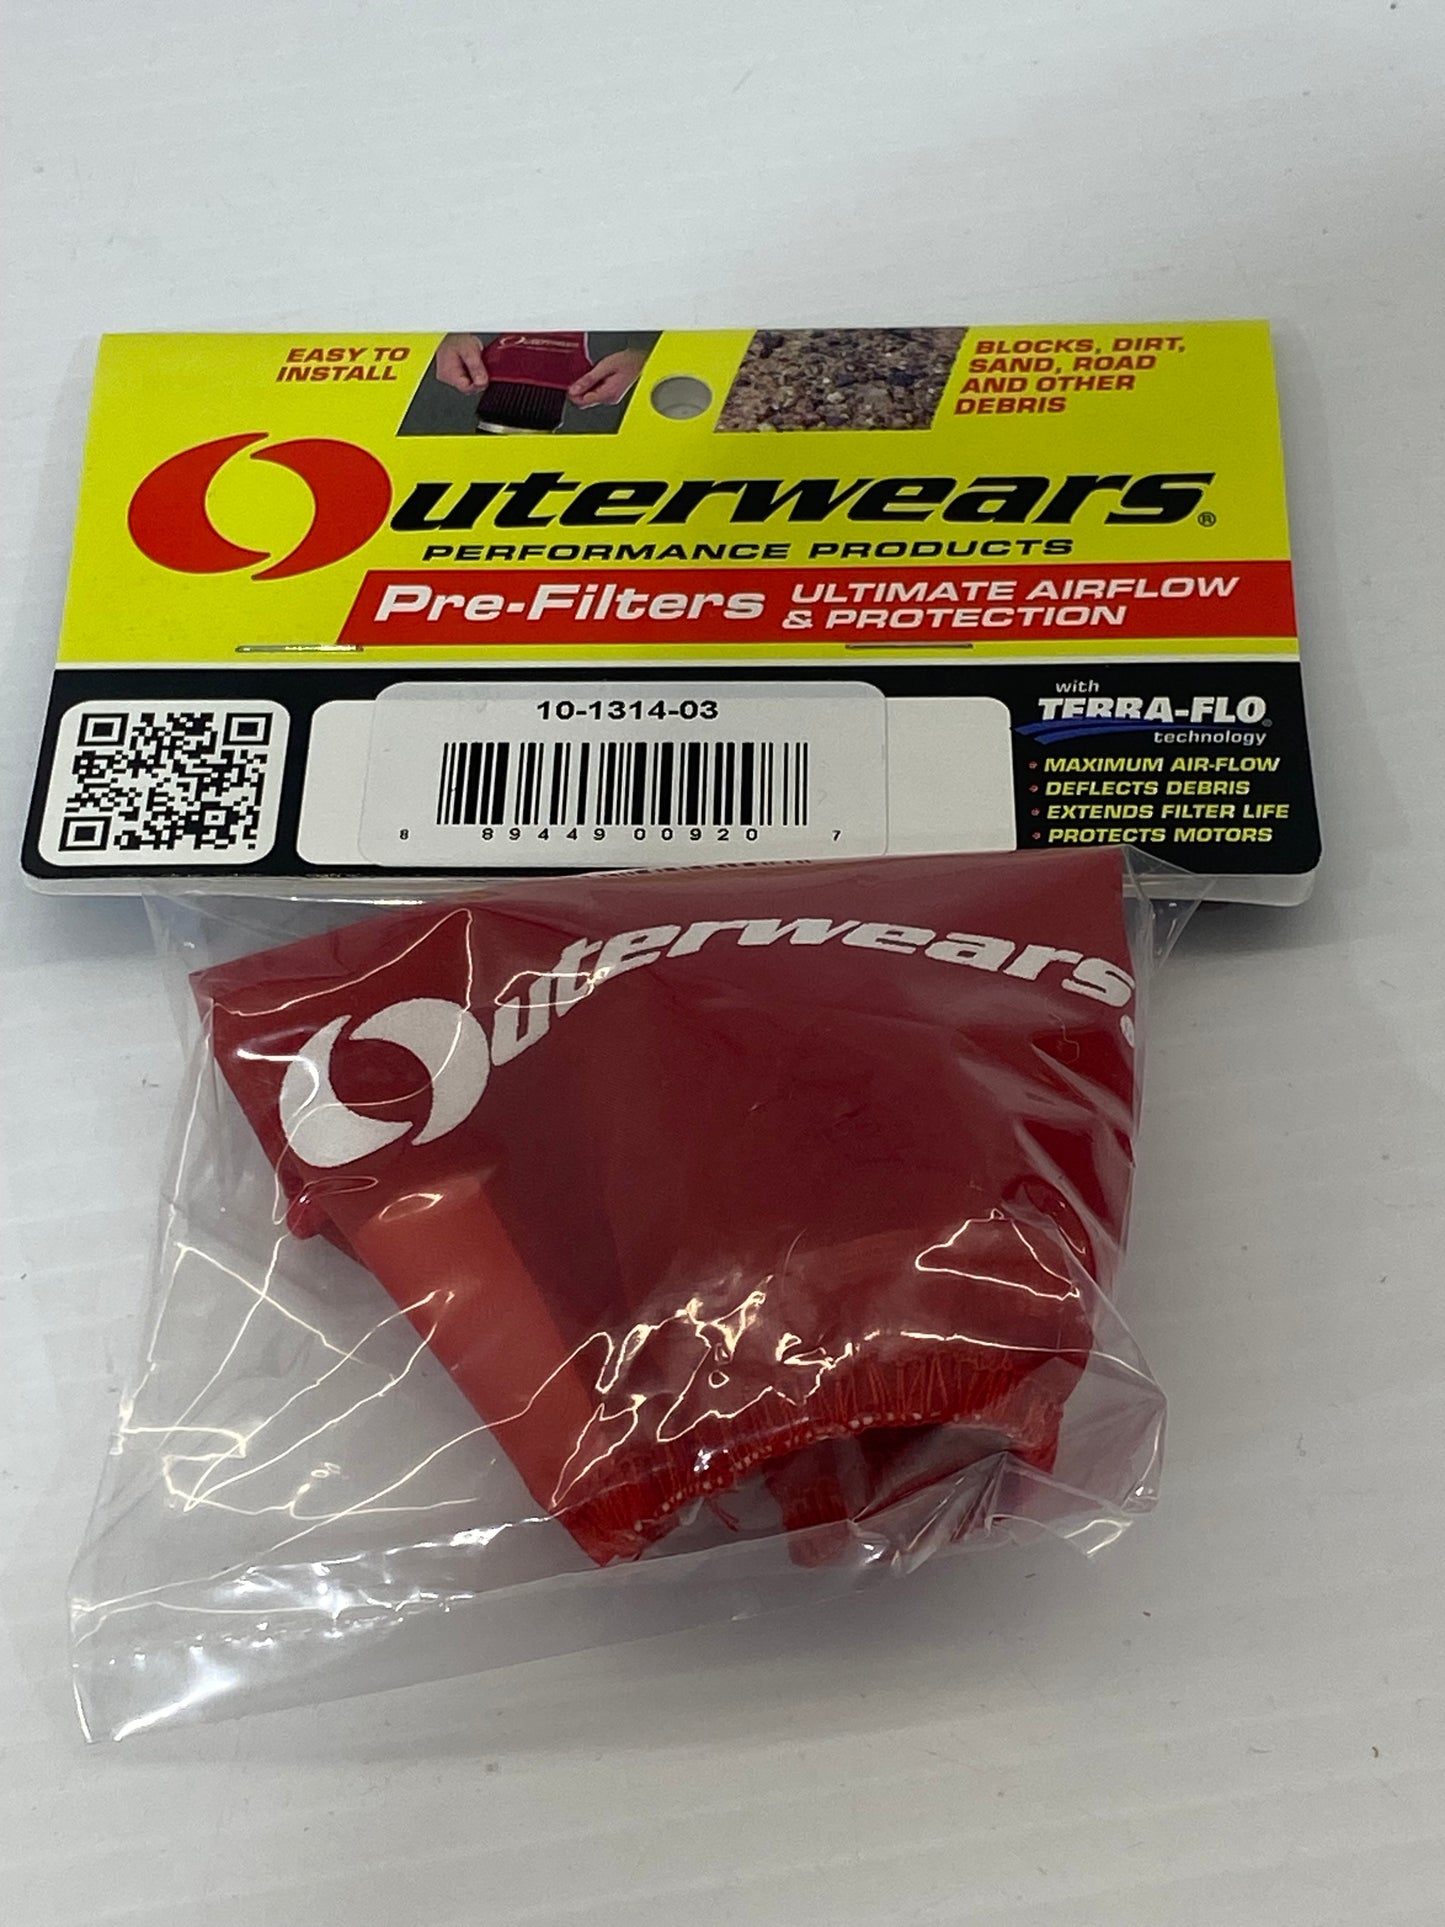 EASY TO
INSTALL
BLOCKS, DIRT,
SAND, ROAD
AND OTHER
DEBRIS
Outerwears®
PERFORMANCE PRODUCTS
Pre-Filters
ULTIMATE AIRFLOW
& PROTECTION
10-1314-03
8 89449 00920 7
with
TERRA-FLO®
technology
• MAXIMUM AIR-FLOW
• DEFLECTS DEBRIS
• EXTENDS FILTER LIFE
• PROTECTS MOTORS
Outerwears